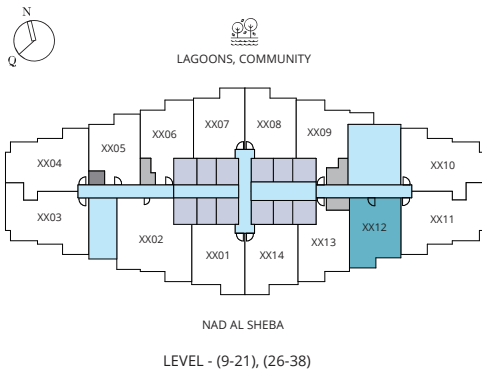 N
Q
LAGOONS, COMMUNITY
XX07 XX08
XX06 XX09
XX05
XX04 XX10
XX03 XX11
XX02 XX12
XX13
XX01 XX14
NAD AL SHEBA
LEVEL - (9-21), (26-38)